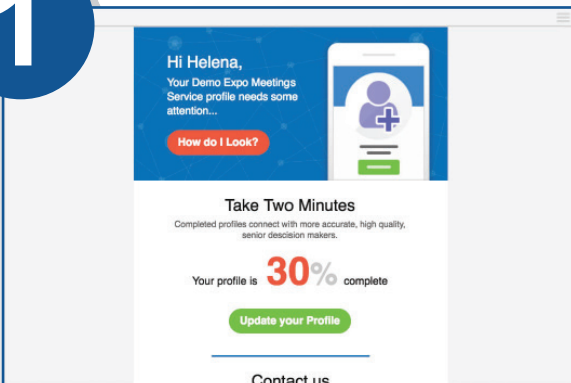 1
Hi Helena,
Your Demo Expo Meetings
Service profile needs some
attention...
How do I Look?
Take Two Minutes
Completed profiles connect with more accurate, high quality,
senior descision makers.
Your profile is 30% complete
Update your Profile
Contact us